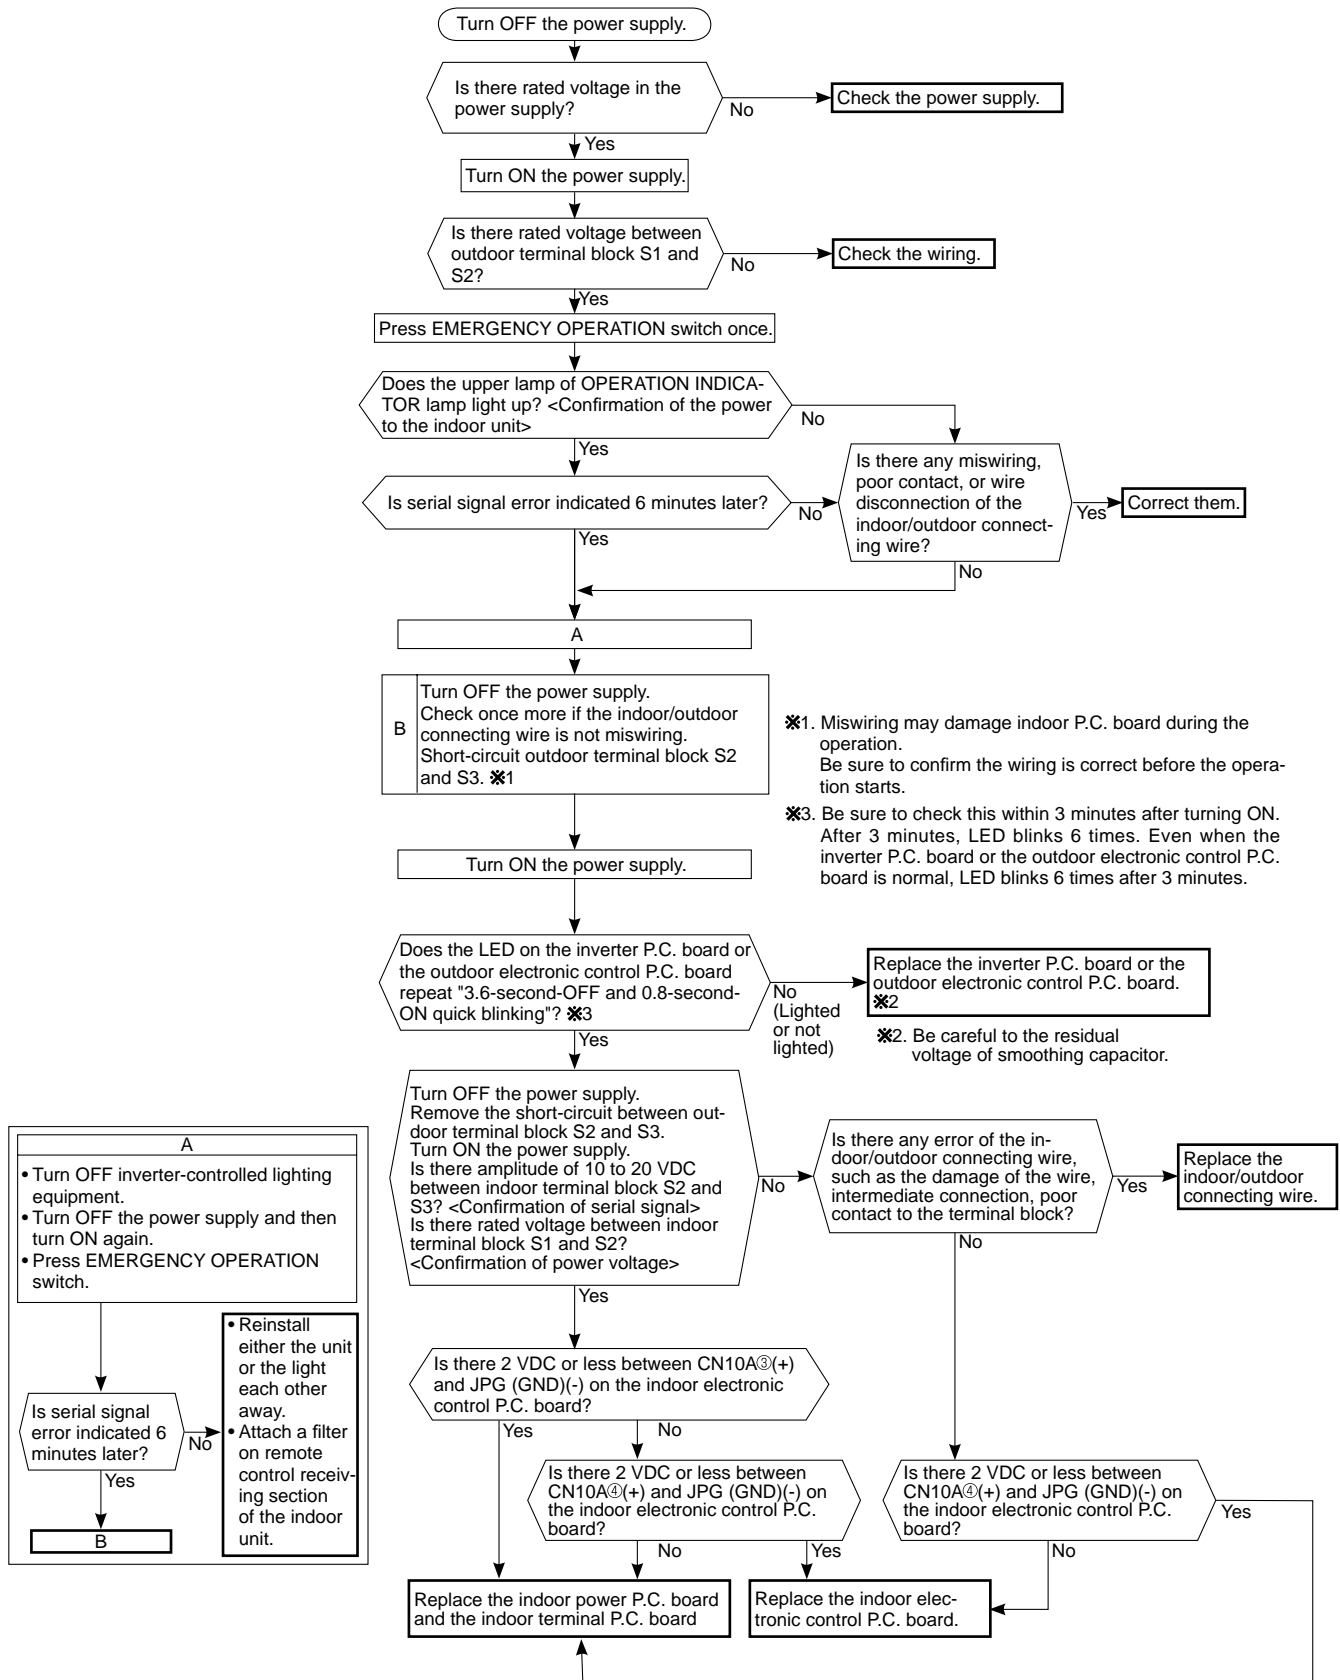 Turn OFF the power supply.
Is there rated voltage in the
power supply?
No
Check the power supply.
Yes
Turn ON the power supply.
Is there rated voltage between
outdoor terminal block S1 and
S2?
No
Check the wiring.
Yes
Press EMERGENCY OPERATION switch once.
Does the upper lamp of OPERATION INDICA-
TOR lamp light up? <Confirmation of the power
to the indoor unit>
No
Yes
Is serial signal error indicated 6 minutes later?
No
Is there any miswiring,
poor contact, or wire
disconnection of the
indoor/outdoor connect-
ing wire?
Yes
Correct them.
Yes
No
A
B
Turn OFF the power supply.
Check once more if the indoor/outdoor
connecting wire is not miswiring.
Short-circuit outdoor terminal block S2
and S3. ※1
※1. Miswiring may damage indoor P.C. board during the
operation.
Be sure to confirm the wiring is correct before the opera-
tion starts.
※3. Be sure to check this within 3 minutes after turning ON.
After 3 minutes, LED blinks 6 times. Even when the
inverter P.C. board or the outdoor electronic control P.C.
board is normal, LED blinks 6 times after 3 minutes.
Turn ON the power supply.
Does the LED on the inverter P.C. board or
the outdoor electronic control P.C. board
repeat "3.6-second-OFF and 0.8-second-
ON quick blinking"? ※3
No
(Lighted
or not
lighted)
Replace the inverter P.C. board or the
outdoor electronic control P.C. board.
※2
※2. Be careful to the residual
voltage of smoothing capacitor.
Yes
Turn OFF the power supply.
Remove the short-circuit between out-
door terminal block S2 and S3.
Turn ON the power supply.
Is there amplitude of 10 to 20 VDC
between indoor terminal block S2 and
S3? <Confirmation of serial signal>
Is there rated voltage between indoor
terminal block S1 and S2?
<Confirmation of power voltage>
No
Is there any error of the in-
door/outdoor connecting wire,
such as the damage of the wire,
intermediate connection, poor
contact to the terminal block?
Yes
Replace the
indoor/outdoor
connecting wire.
No
Yes
A
• Turn OFF inverter-controlled lighting
equipment.
• Turn OFF the power supply and then
turn ON again.
• Press EMERGENCY OPERATION
switch.
Is serial signal
error indicated 6
minutes later?
No
• Reinstall
either the unit
or the light
each other
away.
• Attach a filter
on remote
control receiv-
ing section
of the indoor
unit.
Yes
B
Is there 2 VDC or less between CN10A③(+)
and JPG (GND)(-) on the indoor electronic
control P.C. board?
Yes
No
Is there 2 VDC or less between
CN10A④(+) and JPG (GND)(-) on
the indoor electronic control P.C.
board?
No
Yes
Is there 2 VDC or less between
CN10A④(+) and JPG (GND)(-) on
the indoor electronic control P.C.
board?
Yes
No
Replace the indoor power P.C. board
and the indoor terminal P.C. board
Replace the indoor elec-
tronic control P.C. board.